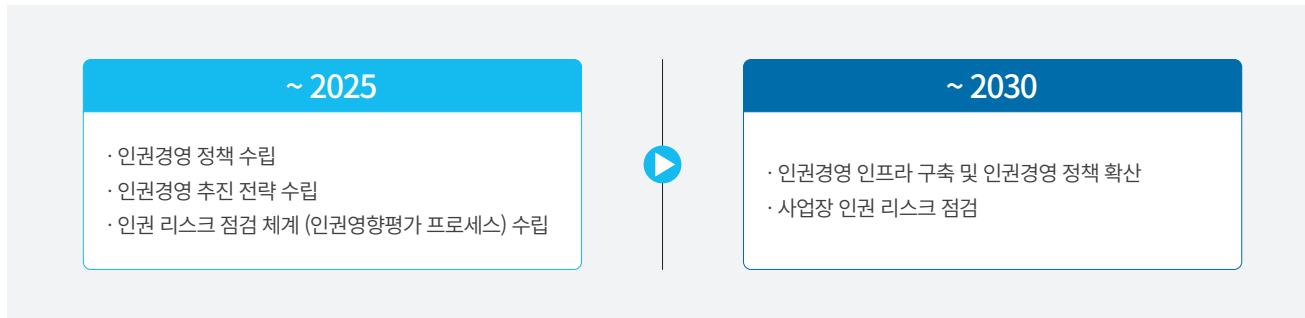 ~ 2025
· 인권경영 정책 수립
· 인권경영 추진 전략 수립
· 인권 리스크 점검 체계 (인권영향평가 프로세스) 수립
~ 2030
· 인권경영 인프라 구축 및 인권경영 정책 확산
· 사업장 인권 리스크 점검